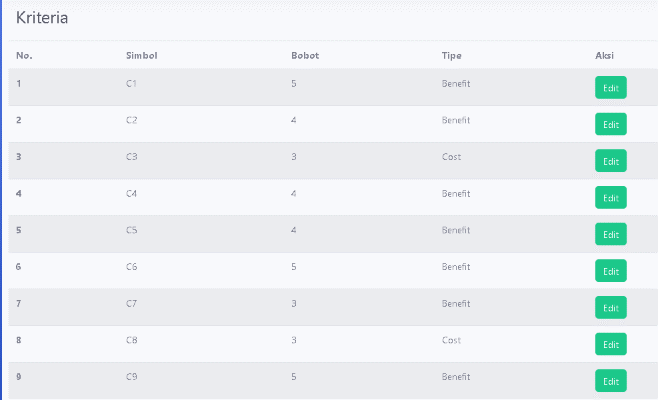 Kriteria
No. Simbol Bobot Tipe Aksi
1 C1 5 Benefit Edit
2 C2 4 Benefit Edit
3 C3 3 Cost Edit
4 C4 4 Benefit Edit
5 C5 4 Benefit Edit
6 C6 5 Benefit Edit
7 C7 3 Benefit Edit
8 C8 3 Cost Edit
9 C9 5 Benefit Edit